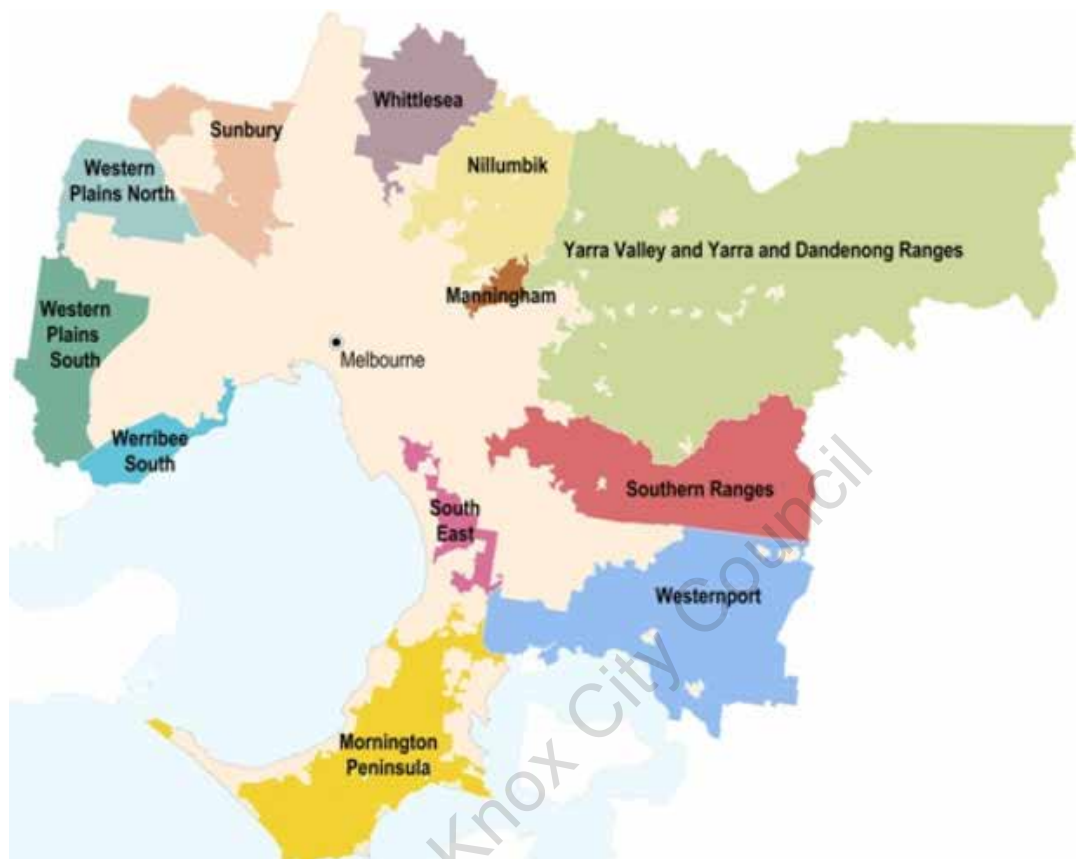 Whittlesea
Sunbury
Nillumbik
Western
Plains North
Yarra Valley and Yarra and Dandenong Ranges
Manningham
Western
Plains
South
Melbourne
Werribee
South
Southern Ranges
South
East
Westernport
Mornington
Peninsula
Knox City Council